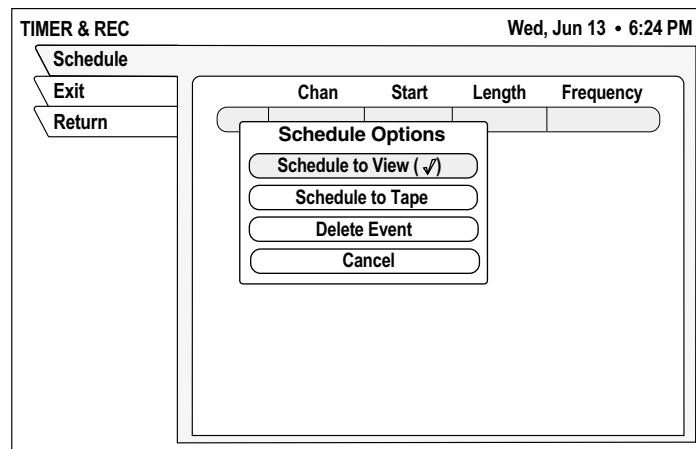 TIMER & REC
Wed, Jun 13 • 6:24 PM
Schedule
Exit
Return
Chan Start Length Frequency
Schedule Options
Schedule to View (√)
Schedule to Tape
Delete Event
Cancel